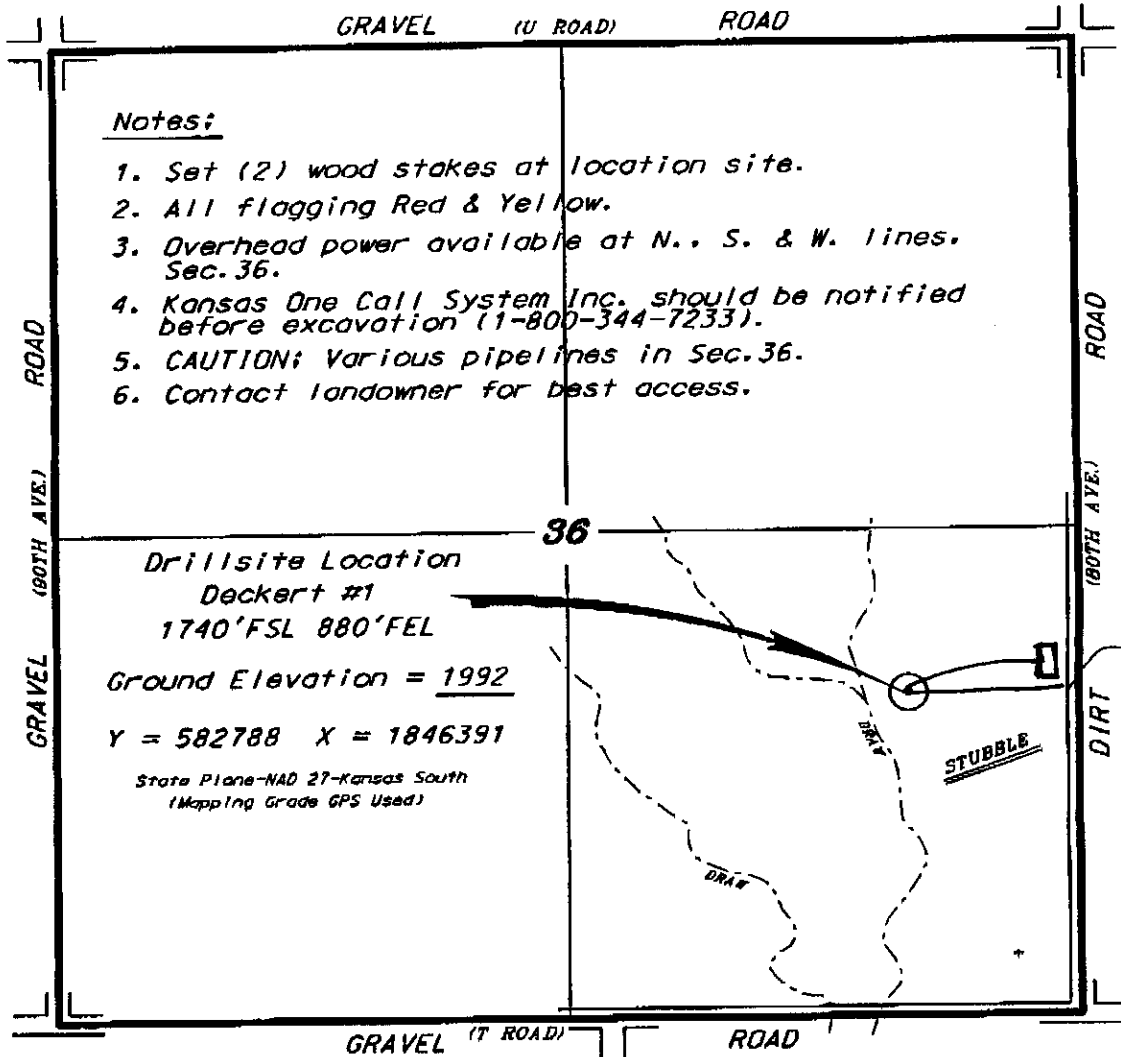 GRAVEL (U ROAD) ROAD
Notes:
1. Set (2) wood stakes at location site.
2. All flagging Red & Yellow.
3. Overhead power available at N.. S. & W. lines.
Sec. 36.
4. Kansas One Call System Inc. should be notified
before excavation (1-800-344-7233).
5. CAUTION: Various pipelines in Sec.36.
6. Contact landowner for best access.
GRAVEL (90TH AVE.) ROAD
ROAD
(80TH AVE.)
DIRT
36
Drillsite Location
Deckert #1
1740'FSL 880'FEL
Ground Elevation = 1992
Y = 582788 X = 1846391
State Plane-NAD 27-Kansas South
(Mapping Grade GPS Used)
DRAW
STUBBLE
DRAW
GRAVEL (T ROAD) ROAD